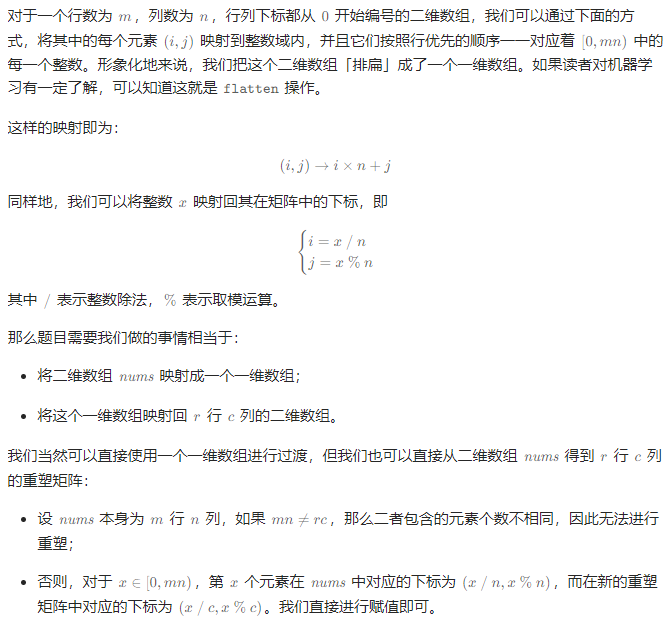 对于一个行数为 m，列数为 n，行列下标都从 0 开始编号的二维数组，我们可以通过下面的方
式，将其中的每个元素 (i, j) 映射到整数域内，并且它们按照行优先的顺序一一对应着 [0, mn) 中的
每一个整数。形象化地来说，我们把这个二维数组「排扁」成了一个一维数组。如果读者对机器学
习有一定了解，可以知道这就是 flatten 操作。
这样的映射即为：
(i, j) → i × n + j
同样地，我们可以将整数 x 映射回其在矩阵中的下标，即
{ i = x / n
j = x % n
其中 / 表示整数除法，% 表示取模运算。
那么题目需要我们做的事情相当于：
• 将二维数组 nums 映射成一个一维数组；
• 将这个一维数组映射回 r 行 c 列的二维数组。
我们当然可以直接使用一个一维数组进行过渡，但我们也可以直接从二维数组 nums 得到 r 行 c 列
的重塑矩阵：
• 设 nums 本身为 m 行 n 列，如果 mn ≠ rc，那么二者包含的元素个数不相同，因此无法进行
重塑；
• 否则，对于 x ∈ [0, mn)，第 x 个元素在 nums 中对应的下标为 (x / n, x % n)，而在新的重塑
矩阵中对应的下标为 (x / c, x % c)。我们直接进行赋值即可。